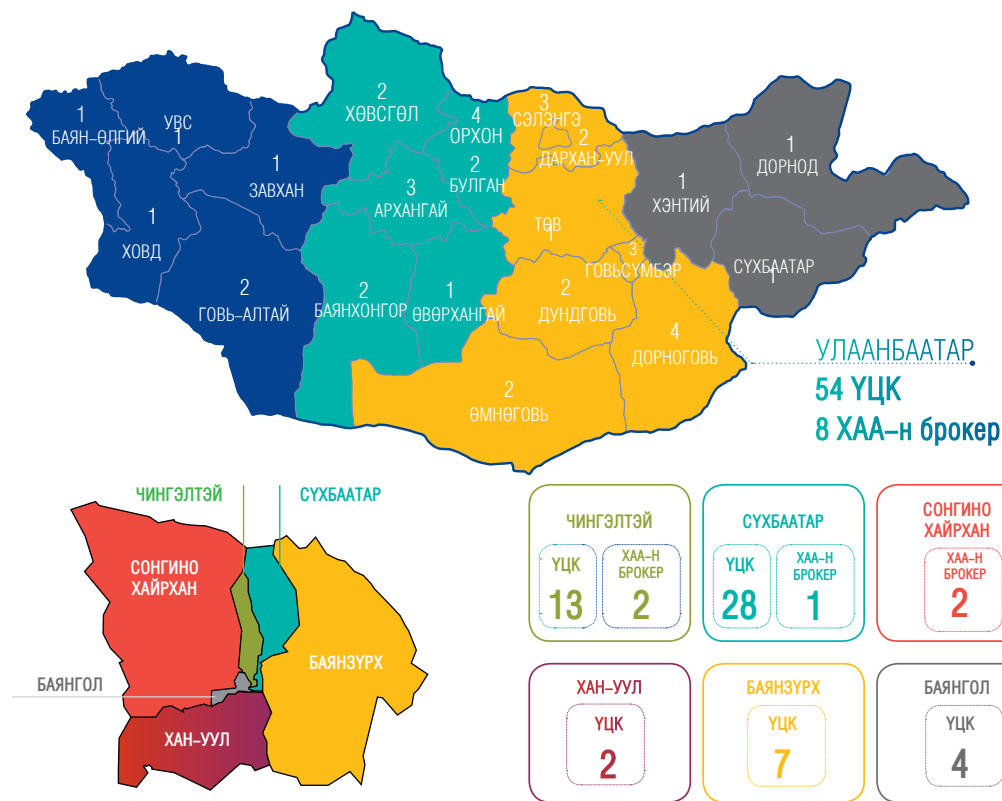 1
БАЯН-ӨЛГИЙ
УВС
1
1
ЗАВХАН
1
ХОВД
2
ГОВЬ-АЛТАЙ
2
ХӨВСГӨЛ
4
ОРХОН
2
БУЛГАН
3
АРХАНГАЙ
2
БАЯНХОНГОР
1
ӨВӨРХАНГАЙ
3
СЭЛЭНГЭ
2
ДАРХАН-УУЛ
ТӨВ
1
3
ГОВЬСҮМБЭР
2
ДУНДГОВЬ
4
ДОРНОГОВЬ
2
ӨМНӨГОВЬ
1
ХЭНТИЙ
1
ДОРНОД
СҮХБААТАР
1
УЛААНБААТАР
54 ҮЦК
8 ХАА-н брокер
ЧИНГЭЛТЭЙ
СҮХБААТАР
СОНГИНО
ХАЙРХАН
БАЯНЗҮРХ
БАЯНГОЛ
ХАН-УУЛ
ЧИНГЭЛТЭЙ
ҮЦК
13
ХАА-Н
БРОКЕР
2
СҮХБААТАР
ҮЦК
28
ХАА-Н
БРОКЕР
1
СОНГИНО
ХАЙРХАН
ХАА-Н
БРОКЕР
2
ХАН-УУЛ
ҮЦК
2
БАЯНЗҮРХ
ҮЦК
7
БАЯНГОЛ
ҮЦК
4